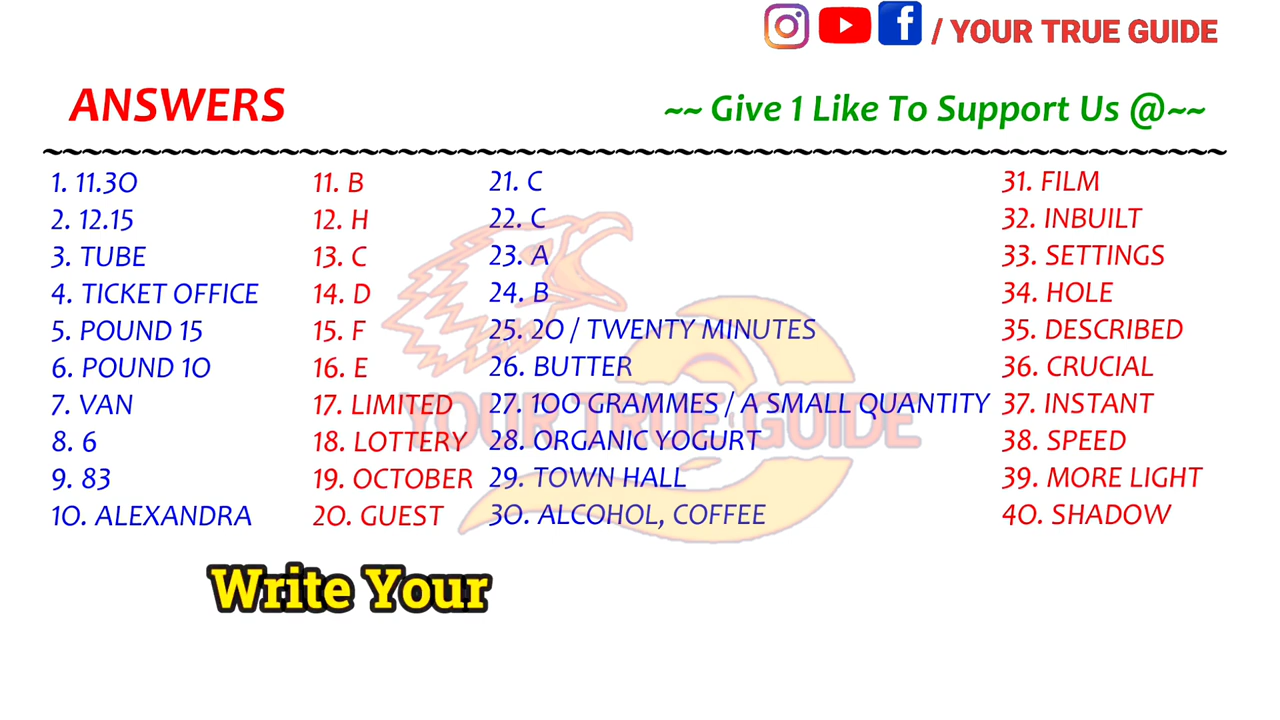 / YOUR TRUE GUIDE
ANSWERS
~~ Give 1 Like To Support Us @~~
1. 11.30
2. 12.15
3. TUBE
4. TICKET OFFICE
5. POUND 15
6. POUND 10
7. VAN
8. 6
9. 83
10. ALEXANDRA
11. B
12. H
13. C
14. D
15. F
16. E
17. LIMITED
18. LOTTERY
19. OCTOBER
20. GUEST
21. C
22. C
23. A
24. B
25. 20 / TWENTY MINUTES
26. BUTTER
27. 100 GRAMMES / A SMALL QUANTITY
28. ORGANIC YOGURT
29. TOWN HALL
30. ALCOHOL, COFFEE
31. FILM
32. INBUILT
33. SETTINGS
34. HOLE
35. DESCRIBED
36. CRUCIAL
37. INSTANT
38. SPEED
39. MORE LIGHT
40. SHADOW
YOUR TRUE GUIDE
Write Your